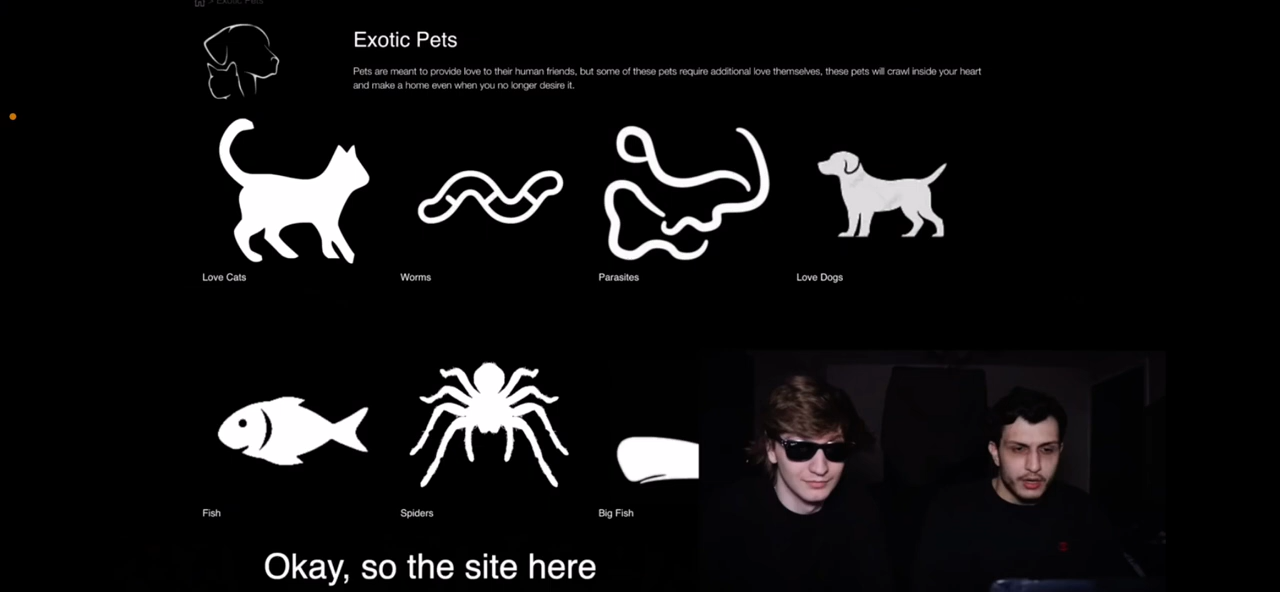 > Exotic Pets
Exotic Pets
Pets are meant to provide love to their human friends, but some of these pets require additional love themselves, these pets will crawl inside your heart
and make a home even when you no longer desire it.
Love Cats
Worms
Parasites
Love Dogs
Fish
Spiders
Big Fish
Okay, so the site here